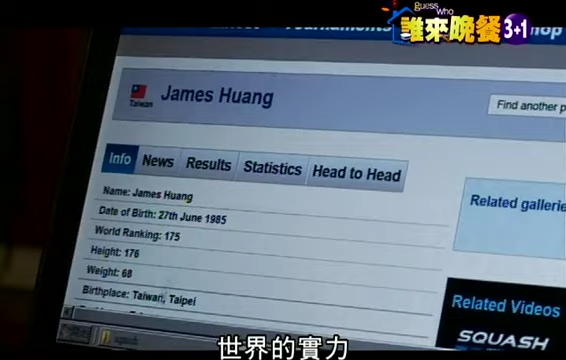 guess who
誰來晚餐 3+1
Tournaments
Taiwan
James Huang
Find another p
Info News Results Statistics Head to Head
Name: James Huang
Date of Birth: 27th June 1985
World Ranking: 175
Height: 176
Weight: 68
Birthplace: Taiwan, Taipei
Related gallerie
Related Videos
SQUASH
世界的實力